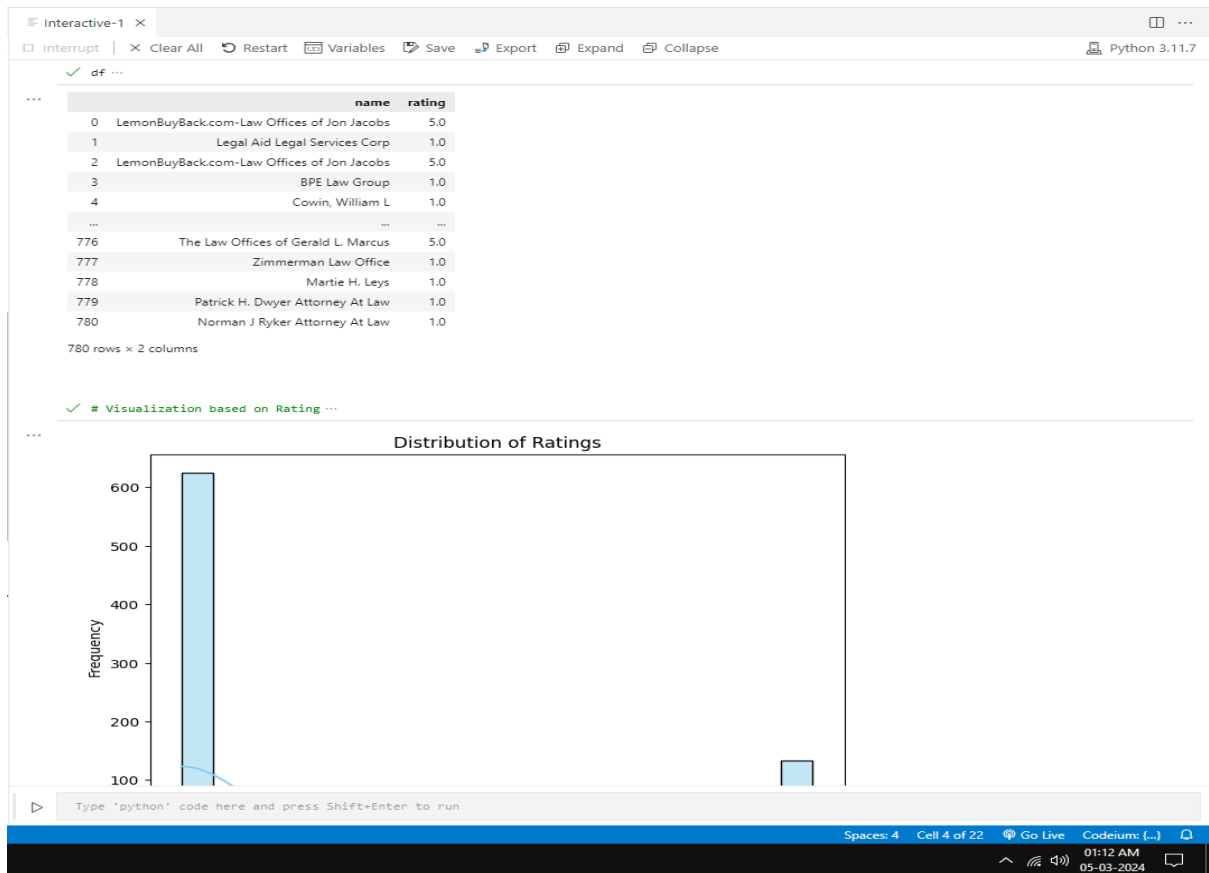 Interactive-1
Interrupt Clear All Restart Variables Save Export Expand Collapse Python 3.11.7
df ...
name rating
0 LemonBuyBack.com-Law Offices of Jon Jacobs 5.0
1 Legal Aid Legal Services Corp 1.0
2 LemonBuyBack.com-Law Offices of Jon Jacobs 5.0
3 BPE Law Group 1.0
4 Cowin, William L 1.0
... ... ...
776 The Law Offices of Gerald L. Marcus 5.0
777 Zimmerman Law Office 1.0
778 Martie H. Leys 1.0
779 Patrick H. Dwyer Attorney At Law 1.0
780 Norman J Ryker Attorney At Law 1.0
780 rows × 2 columns
# Visualization based on Rating ...
Distribution of Ratings
600
500
400
300
200
100
Frequency
Type 'python' code here and press Shift+Enter to run
Spaces: 4 Cell 4 of 22 Go Live Codeium: {...}
01:12 AM
05-03-2024